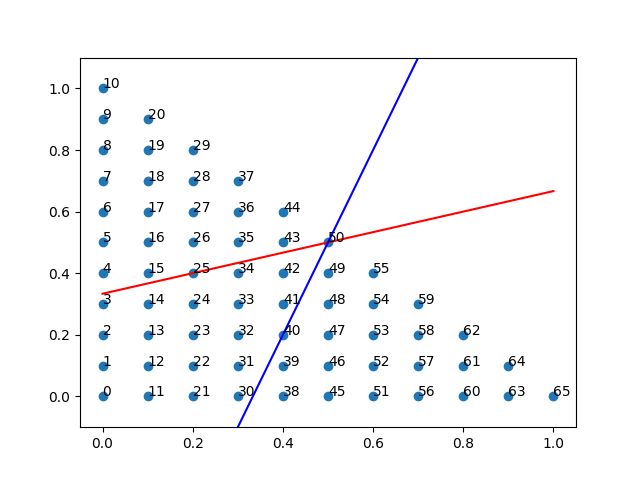 1.0 10
9 20
0.8 8 19 29
7 18 28 37
0.6 6 17 27 36 44
5 16 26 35 43 50
0.4 4 15 25 34 42 49 55
3 14 24 33 41 48 54 59
0.2 2 13 23 32 40 47 53 58 62
1 12 22 31 39 46 52 57 61 64
0.0 0 11 21 30 38 45 51 56 60 63 65
0.0 0.2 0.4 0.6 0.8 1.0